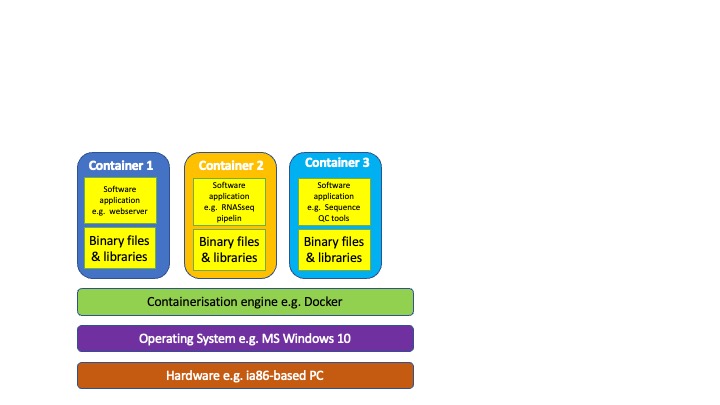 Container 1
Software
application
e.g. webserver
Binary files
& libraries
Container 2
Software
application
e.g. RNASseq
pipelin
Binary files
& libraries
Container 3
Software
application
e.g. Sequence
QC tools
Binary files
& libraries
Containerisation engine e.g. Docker
Operating System e.g. MS Windows 10
Hardware e.g. ia86-based PC